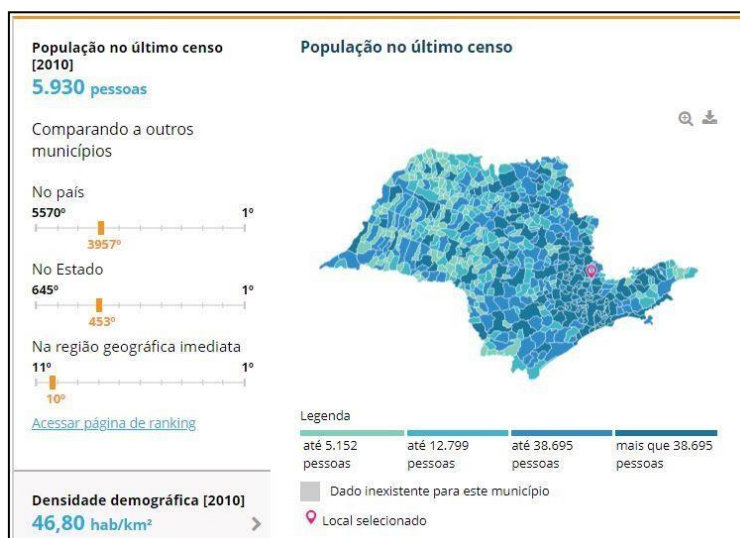 População no último censo
[2010]
5.930 pessoas
Comparando a outros
municípios
No país
5570º 1º
3957º
No Estado
645º 1º
453º
Na região geográfica imediata
11º 1º
10º
Acessar página de ranking
Densidade demográfica [2010]
46,80 hab/km²
População no último censo
Legenda
até 5.152
pessoas
até 12.799
pessoas
até 38.695
pessoas
mais que 38.695
pessoas
Dado inexistente para este município
Local selecionado